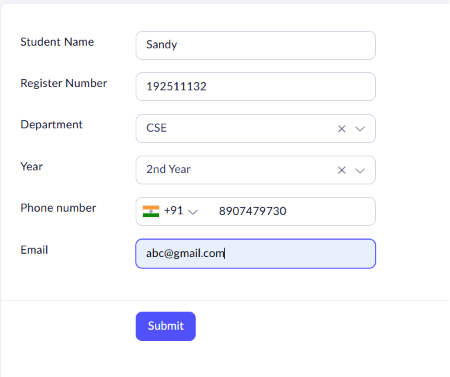 Student Name Sandy
Register Number 192511132
Department CSE
Year 2nd Year
Phone number +91 8907479730
Email abc@gmail.com
Submit